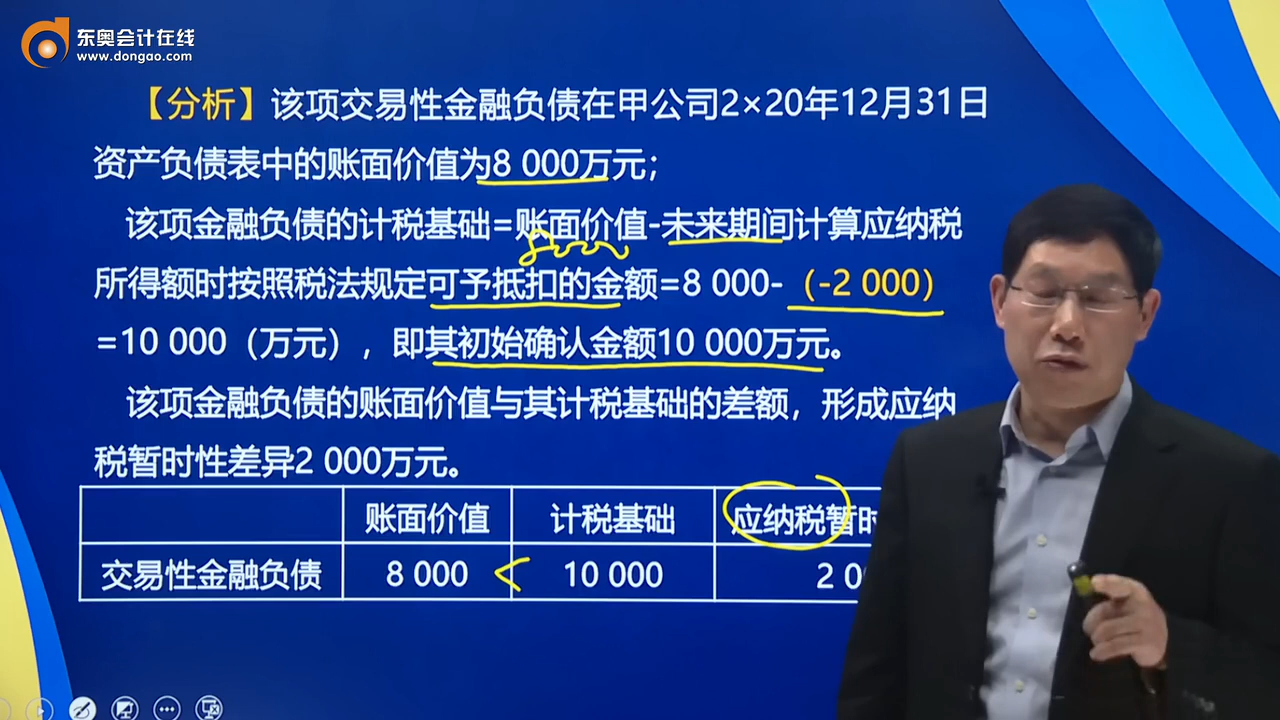 东奥会计在线
www.dongao.com
【分析】该项交易性金融负债在甲公司2×20年12月31日
资产负债表中的账面价值为8 000万元；
该项金融负债的计税基础=账面价值-未来期间计算应纳税
所得额时按照税法规定可予抵扣的金额=8 000-（-2 000）
=10 000（万元），即其初始确认金额10 000万元。
该项金融负债的账面价值与其计税基础的差额，形成应纳
税暂时性差异2 000万元。
账面价值 计税基础 应纳税暂时
交易性金融负债 8 000 < 10 000 2 0